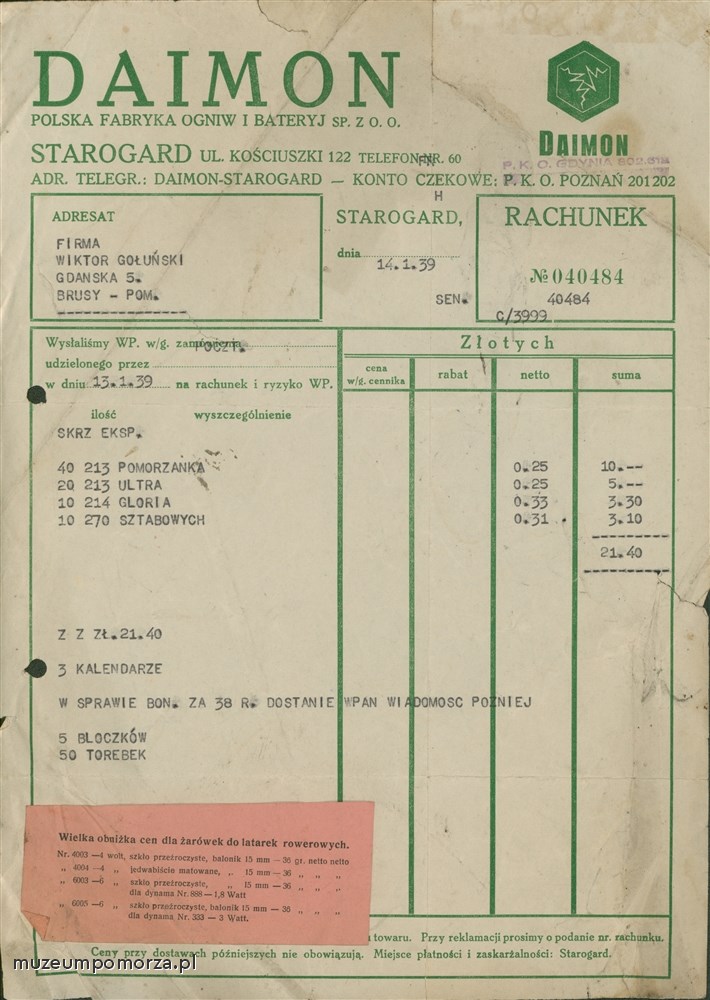 DAIMON
POLSKA FABRYKA OGNIW I BATERYJ SP. Z O. O.
STAROGARD UL. KOŚCIUSZKI 122 TELEFON NR. 60
FN
DAIMON
P. K. O. GDYNIA
ADR. TELEGR.: DAIMON-STAROGARD — KONTO CZEKOWE: P. K. O. POZNAŃ 201202
H
ADRESAT
FIRMA
WIKTOR GOŁUŃSKI
GDANSKA 5.
BRUSY - POM.
STAROGARD,
dnia 14.1.39
SEN.
RACHUNEK
№ 040484
40484
C/3999
Wysłaliśmy WP. w/g. zamówienia
POCZT.
udzielonego przez
w dniu 13.1.39 na rachunek i ryzyko WP.
Złotych
cena w/g. cennika rabat netto suma
ilość wyszczególnienie
SKRZ EKSP.
40 213 POMORZANKA 0.25 10.--
20 213 ULTRA 0.25 5.--
10 214 GLORIA 0.33 3.30
10 270 SZTABOWYCH 0.31 . 3.10
21.40
Z Z ZŁ.21.40
3 KALENDARZE
W SPRAWIE BON. ZA 38 R. DOSTANIE WPAN WIADOMOSC POZNIEJ
5 BLOCZKÓW
50 TOREBEK
Wielka obniżka cen dla żarówek do latarek rowerowych.
Nr. 4003 —4 wolt, szkło przeźroczyste, balonik 15 mm —36 gr. netto netto
„ 4004 —4 „ jedwabiście matowane, „ 15 mm —36 „ „ „
„ 6003 —6 „ szkło przeźroczyste, „ 15 mm —36 „ „ „
dla dynama Nr. 888 — 1,8 Watt
„ 6005 —6 „ szkło przeźroczyste, balonik 15 mm —36 „ „ „
dla dynama Nr. 333 — 3 Watt.
towaru. Przy reklamacji prosimy o podanie nr. rachunku.
Ceny przy dostawach późniejszych nie obowiązują. Miejsce płatności i zaskarżalności: Starogard.
muzeumpomorza.pl